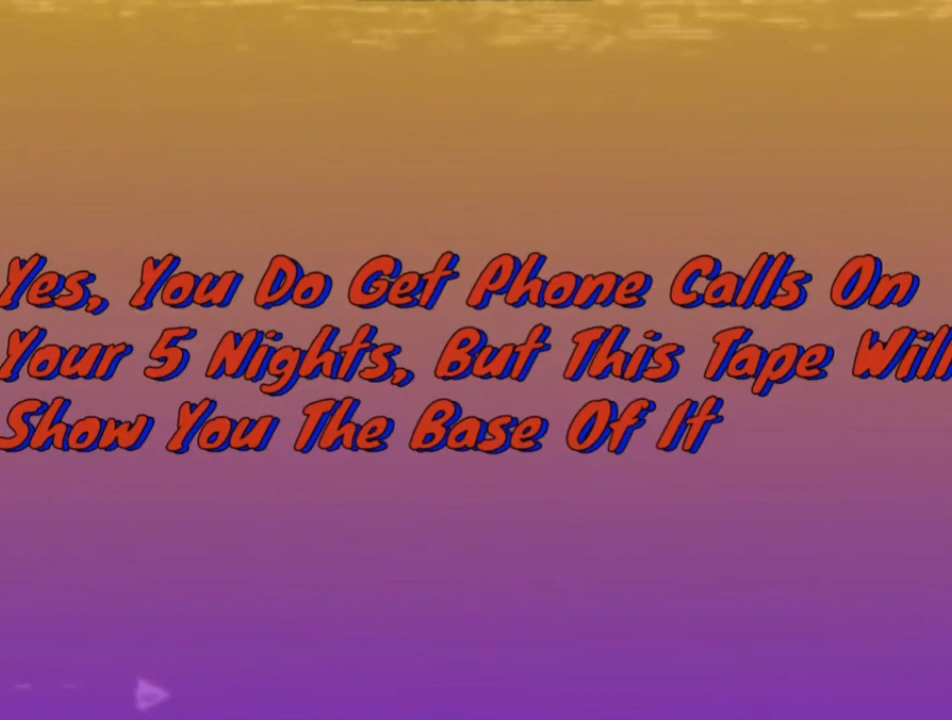 Yes, You Do Get Phone Calls On
Your 5 Nights, But This Tape Will
Show You The Base Of It